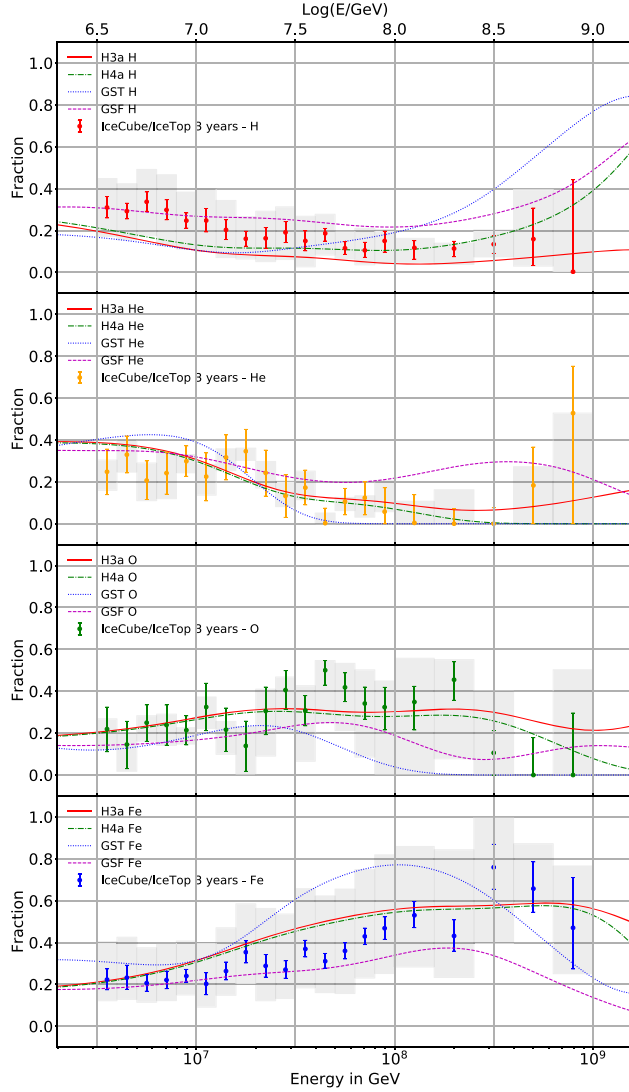 Log(E/GeV)
6.5 7.0 7.5 8.0 8.5 9.0
1.0
0.8
0.6
0.4
0.2
0.0
Fraction
H3a H
H4a H
GST H
GSF H
IceCube/IceTop 3 years - H
1.0
0.8
0.6
0.4
0.2
0.0
Fraction
H3a He
H4a He
GST He
GSF He
IceCube/IceTop 3 years - He
1.0
0.8
0.6
0.4
0.2
0.0
Fraction
H3a O
H4a O
GST O
GSF O
IceCube/IceTop 3 years - O
1.0
0.8
0.6
0.4
0.2
0.0
Fraction
H3a Fe
H4a Fe
GST Fe
GSF Fe
IceCube/IceTop 3 years - Fe
10⁷ 10⁸ 10⁹
Energy in GeV